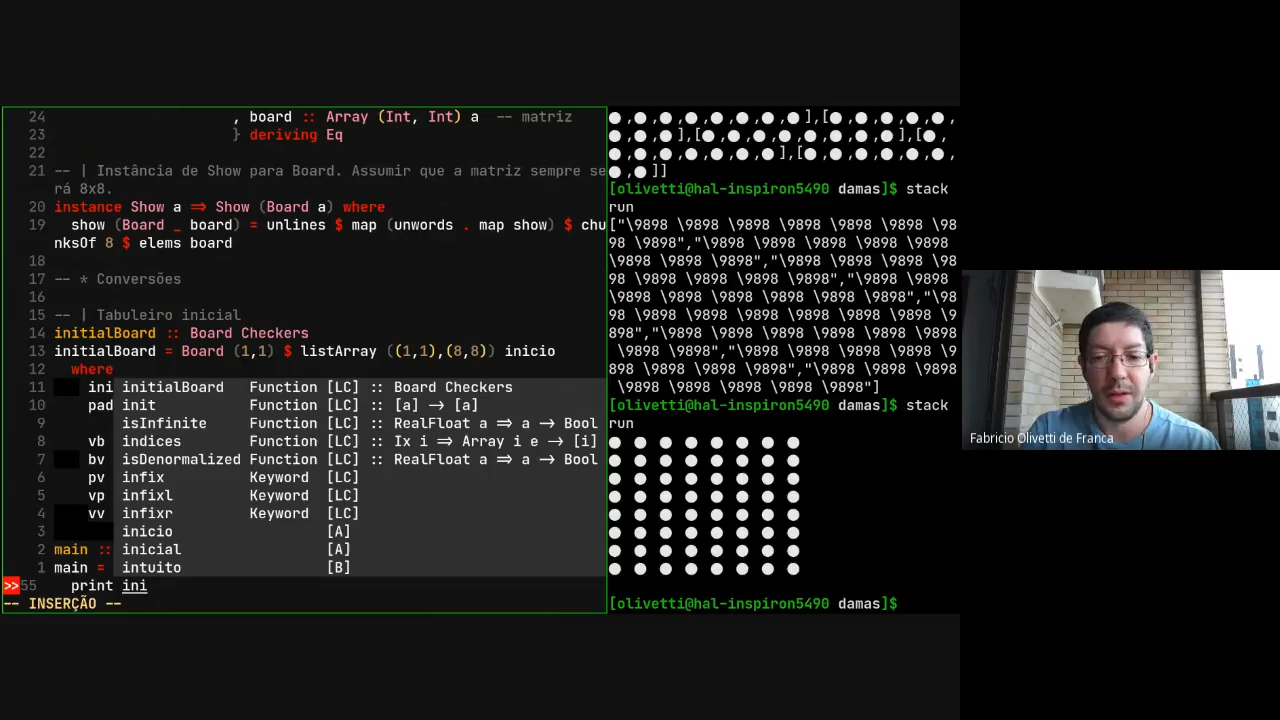 24 , board :: Array (Int, Int) a -- matriz
23 } deriving Eq
22
21 -- | Instância de Show para Board. Assumir que a matriz sempre se
rá 8x8.
20 instance Show a ⇒ Show (Board a) where
19 show (Board _ board) = unlines $ map (unwords . map show) $ chu
nksOf 8 $ elems board
18
17 -- * Conversões
16
15 -- | Tabuleiro inicial
14 initialBoard :: Board Checkers
13 initialBoard = Board (1,1) $ listArray ((1,1),(8,8)) inicio
12 where
11 ini initialBoard Function [LC] :: Board Checkers
10 pad init Function [LC] :: [a] → [a]
9 isInfinite Function [LC] :: RealFloat a ⇒ a → Bool
8 vb indices Function [LC] :: Ix i ⇒ Array i e → [i]
7 bv isDenormalized Function [LC] :: RealFloat a ⇒ a → Bool
6 pv infix Keyword [LC]
5 vp infixl Keyword [LC]
4 vv infixr Keyword [LC]
3 inicio [A]
2 main :: inicial [A]
1 main = intuito [B]
>>55 print ini
-- INSERÇÃO --
●,●,●,●,●,●,●,●],[●,●,●,●,●,
●,●,●],[●,●,●,●,●,●,●,●],[●,
●,●,●,●,●,●,●],[●,●,●,●,●,●,
●,●]]
[olivetti@hal-inspiron5490 damas]$ stack
run
["\9898 \9898 \9898 \9898 \9898 \9898 \98
98 \9898","\9898 \9898 \9898 \9898 \9898
\9898 \9898 \9898","\9898 \9898 \9898 \98
98 \9898 \9898 \9898 \9898","\9898 \9898
\9898 \9898 \9898 \9898 \9898 \9898","\98
98 \9898 \9898 \9898 \9898 \9898 \9898 \9
898","\9898 \9898 \9898 \9898 \9898 \9898
\9898 \9898","\9898 \9898 \9898 \9898 \9
898 \9898 \9898 \9898","\9898 \9898 \9898
\9898 \9898 \9898 \9898 \9898"]
[olivetti@hal-inspiron5490 damas]$ stack
run
● ● ● ● ● ● ● ●
● ● ● ● ● ● ● ●
● ● ● ● ● ● ● ●
● ● ● ● ● ● ● ●
● ● ● ● ● ● ● ●
● ● ● ● ● ● ● ●
● ● ● ● ● ● ● ●
● ● ● ● ● ● ● ●
[olivetti@hal-inspiron5490 damas]$
Fabricio Olivetti de Franca